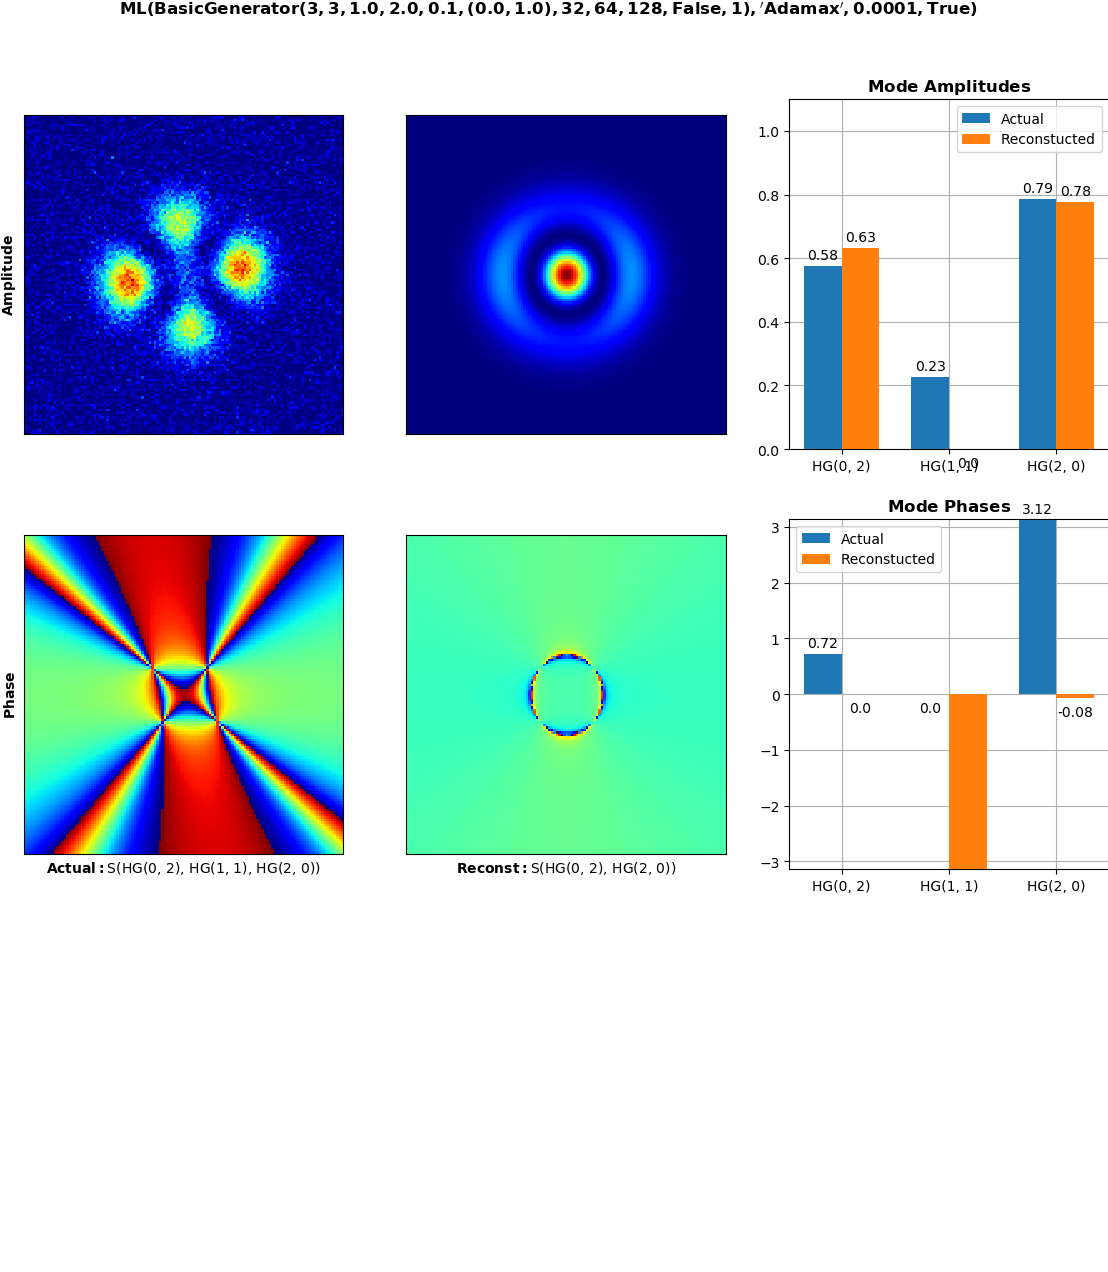 ML(BasicGenerator(3, 3, 1.0, 2.0, 0.1, (0.0, 1.0), 32, 64, 128, False, 1), 'Adamax', 0.0001, True)
Amplitude
Mode Amplitudes
Actual
Reconstucted
1.0
0.8
0.6
0.4
0.2
0.0
0.58
0.63
0.23
0.0
0.79
0.78
HG(0, 2)
HG(1, 1)
HG(2, 0)
Phase
Actual: S(HG(0, 2), HG(1, 1), HG(2, 0))
Reconst: S(HG(0, 2), HG(2, 0))
Mode Phases
Actual
Reconstucted
3
2
1
0
−1
−2
−3
0.72
0.0
0.0
3.12
-0.08
HG(0, 2)
HG(1, 1)
HG(2, 0)